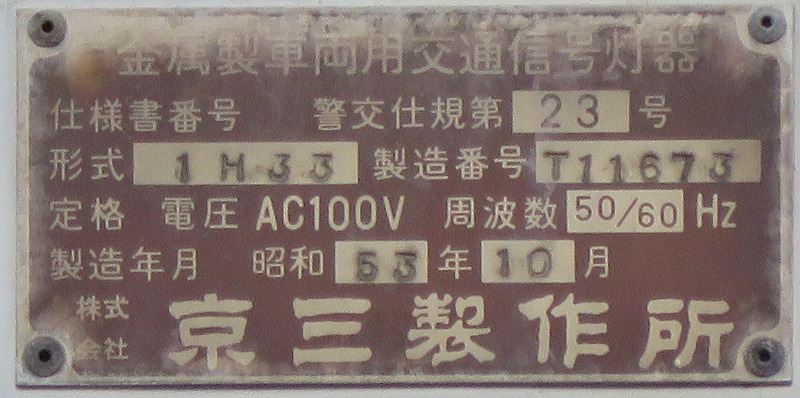 金属製車両用交通信号灯器
仕様書番号 警交仕規第 23 号
形式 1H33 製造番号 T11673
定格 電圧 AC100V 周波数 50/60 Hz
製造年月 昭和 53 年 10 月
株式会社 京三製作所